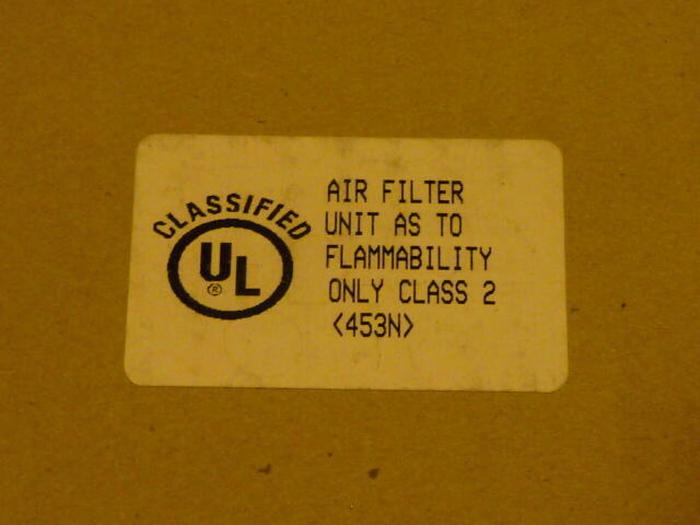 CLASSIFIED
UL
®
AIR FILTER
UNIT AS TO
FLAMMABILITY
ONLY CLASS 2
<453N>